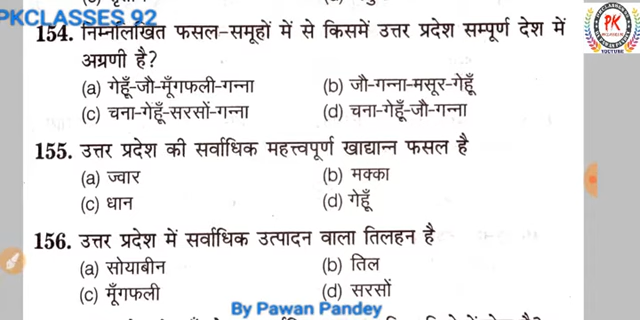 PKCLASSES 92
154. निम्नलिखित फसल-समूहों में से किसमें उत्तर प्रदेश सम्पूर्ण देश में
अग्रणी है?
(a) गेहूँ-जौ-मूँगफली-गन्ना (b) जौ-गन्ना-मसूर-गेहूँ
(c) चना-गेहूँ-सरसों-गन्ना (d) चना-गेहूँ-जौ-गन्ना
155. उत्तर प्रदेश की सर्वाधिक महत्त्वपूर्ण खाद्यान्न फसल है
(a) ज्वार (b) मक्का
(c) धान (d) गेहूँ
156. उत्तर प्रदेश में सर्वाधिक उत्पादन वाला तिलहन है
(a) सोयाबीन (b) तिल
(c) मूँगफली (d) सरसों
By Pawan Pandey
PK
YOUTUBE